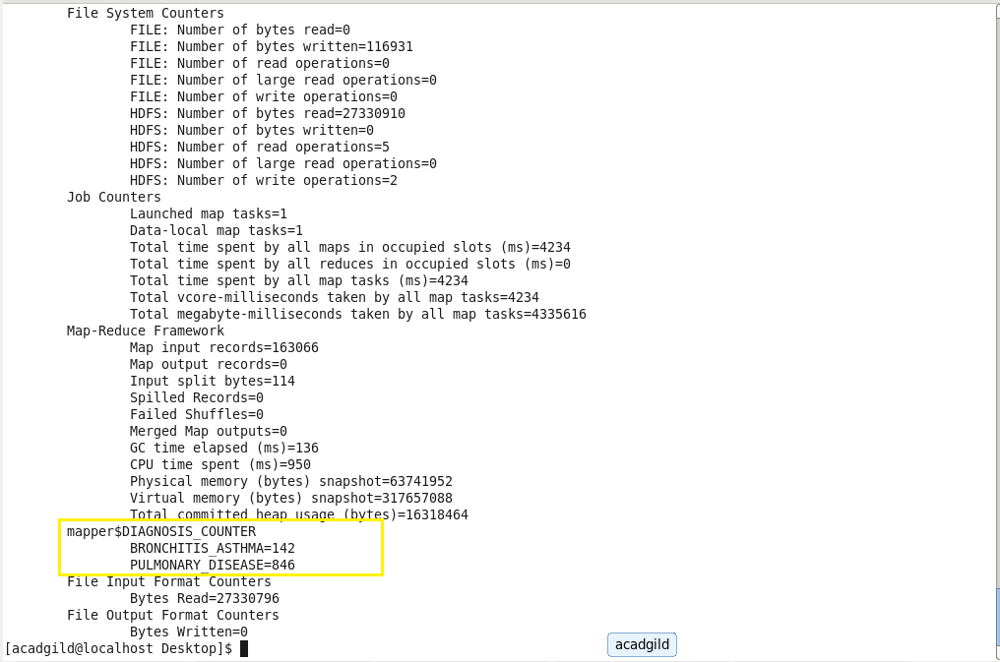 File System Counters
FILE: Number of bytes read=0
FILE: Number of bytes written=116931
FILE: Number of read operations=0
FILE: Number of large read operations=0
FILE: Number of write operations=0
HDFS: Number of bytes read=27330910
HDFS: Number of bytes written=0
HDFS: Number of read operations=5
HDFS: Number of large read operations=0
HDFS: Number of write operations=2
Job Counters
Launched map tasks=1
Data-local map tasks=1
Total time spent by all maps in occupied slots (ms)=4234
Total time spent by all reduces in occupied slots (ms)=0
Total time spent by all map tasks (ms)=4234
Total vcore-milliseconds taken by all map tasks=4234
Total megabyte-milliseconds taken by all map tasks=4335616
Map-Reduce Framework
Map input records=163066
Map output records=0
Input split bytes=114
Spilled Records=0
Failed Shuffles=0
Merged Map outputs=0
GC time elapsed (ms)=136
CPU time spent (ms)=950
Physical memory (bytes) snapshot=63741952
Virtual memory (bytes) snapshot=317657088
Total committed heap usage (bytes)=16318464
mapper$DIAGNOSIS_COUNTER
BRONCHITIS_ASTHMA=142
PULMONARY_DISEASE=846
File Input Format Counters
Bytes Read=27330796
File Output Format Counters
Bytes Written=0
[acadgild@localhost Desktop]$
acadgild